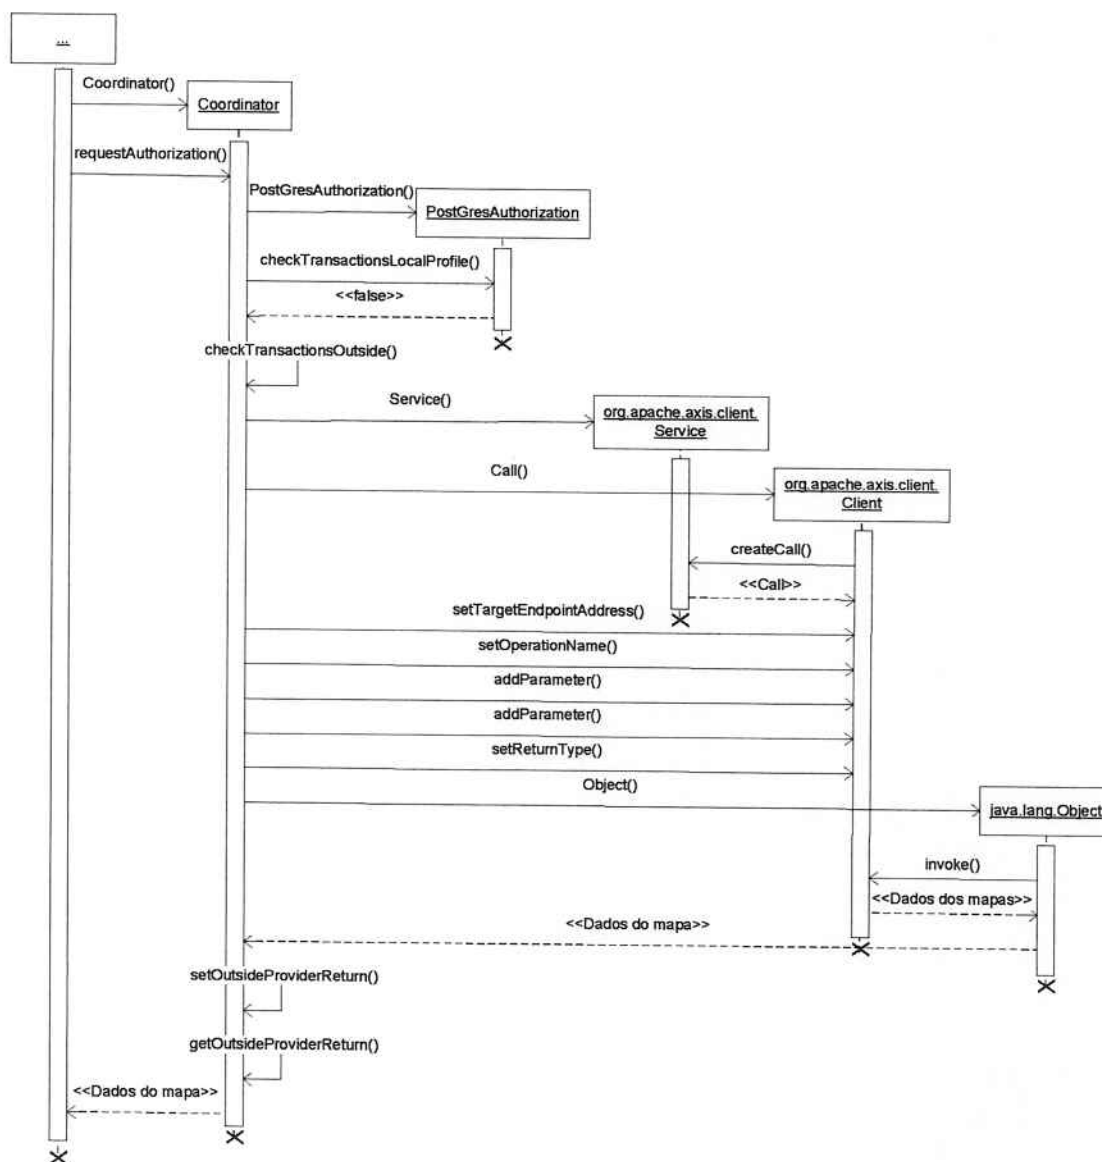 ...
Coordinator()
Coordinator
requestAuthorization()
PostGresAuthorization()
PostGresAuthorization
checkTransactionsLocalProfile()
<<false>>
checkTransactionsOutside()
Service()
org.apache.axis.client.
Service
Call()
org.apache.axis.client.
Client
createCall()
<<Call>>
setTargetEndpointAddress()
setOperationName()
addParameter()
addParameter()
setReturnType()
Object()
java.lang.Object
invoke()
<<Dados dos mapas>>
<<Dados do mapa>>
setOutsideProviderReturn()
getOutsideProviderReturn()
<<Dados do mapa>>